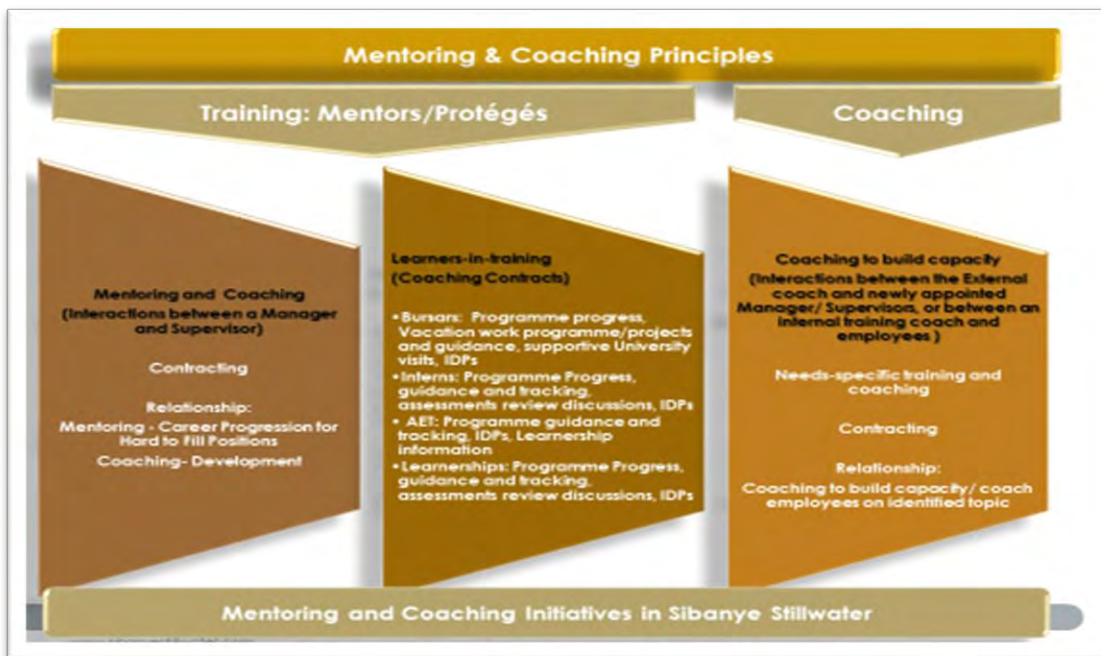 Mentoring & Coaching Principles
Training: Mentors/Protégés
Coaching
Mentoring and Coaching
(Interactions between a Manager
and Supervisor)
Contracting
Relationship:
Mentoring - Career Progression for
Hard to Fill Positions
Coaching- Development
Learners-in-training
(Coaching Contracts)
•Bursars: Programme progress,
Vacation work programme/projects
and guidance, supportive University
visits, IDPs
•Interns: Programme Progress,
guidance and tracking,
assessments review discussions, IDPs
• AET: Programme guidance and
tracking, IDPs, Learnership
information
•Learnerships: Programme Progress,
guidance and tracking,
assessments review discussions, IDPs
Coaching to build capacity
(Interactions between the External
coach and newly appointed
Manager/ Supervisors, or between an
internal training coach and
employees )
Needs-specific training and
coaching
Contracting
Relationship:
Coaching to build capacity/ coach
employees on identified topic
Mentoring and Coaching Initiatives in Sibanye Stillwater